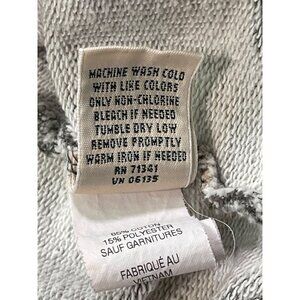 MACHINE WASH COLD
WITH LIKE COLORS
ONLY NON-CHLORINE
BLEACH IF NEEDED
TUMBLE DRY LOW
REMOVE PROMPTLY
WARM IRON IF NEEDED
RN 71341
VN 06135
15% POLYESTER
SAUF GARNITURES
FABRIQUÉ AU
VIETNAM